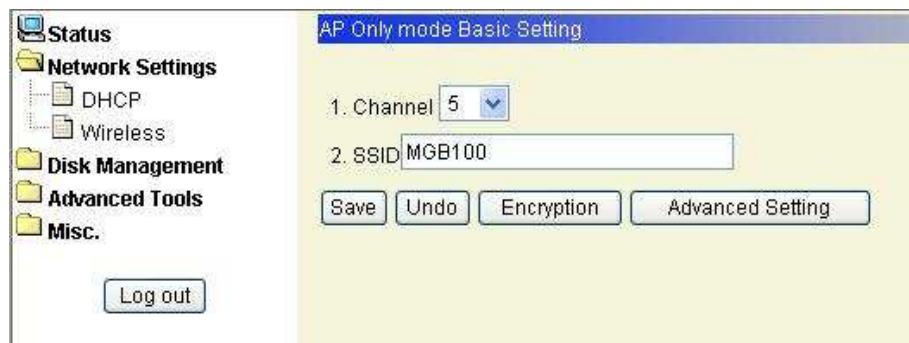 Status
Network Settings
DHCP
Wireless
Disk Management
Advanced Tools
Misc.
Log out
AP Only mode Basic Setting
1. Channel 5
2. SSID MGB100
Save Undo Encryption Advanced Setting